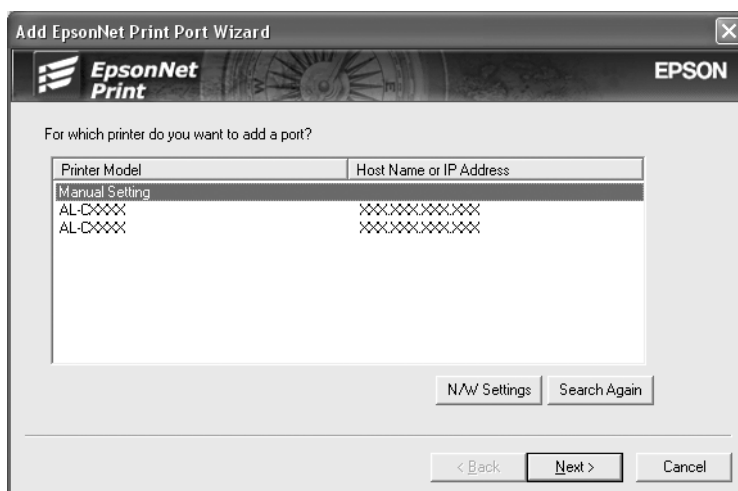 Add EpsonNet Print Port Wizard
EpsonNet
Print
EPSON
For which printer do you want to add a port?
Printer Model Host Name or IP Address
Manual Setting
AL-CXXXX XXX.XXX.XXX.XXX
AL-CXXXX XXX.XXX.XXX.XXX
N/W Settings Search Again
< Back Next > Cancel